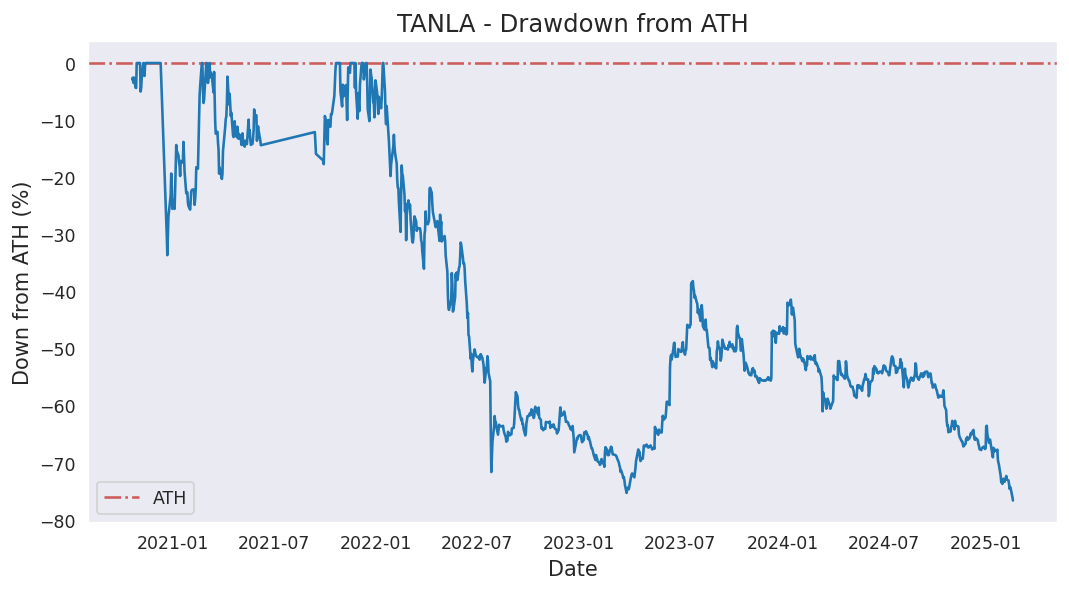 TANLA - Drawdown from ATH
Down from ATH (%)
0
−10
−20
−30
−40
−50
−60
−70
−80
ATH
2021-01 2021-07 2022-01 2022-07 2023-01 2023-07 2024-01 2024-07 2025-01
Date